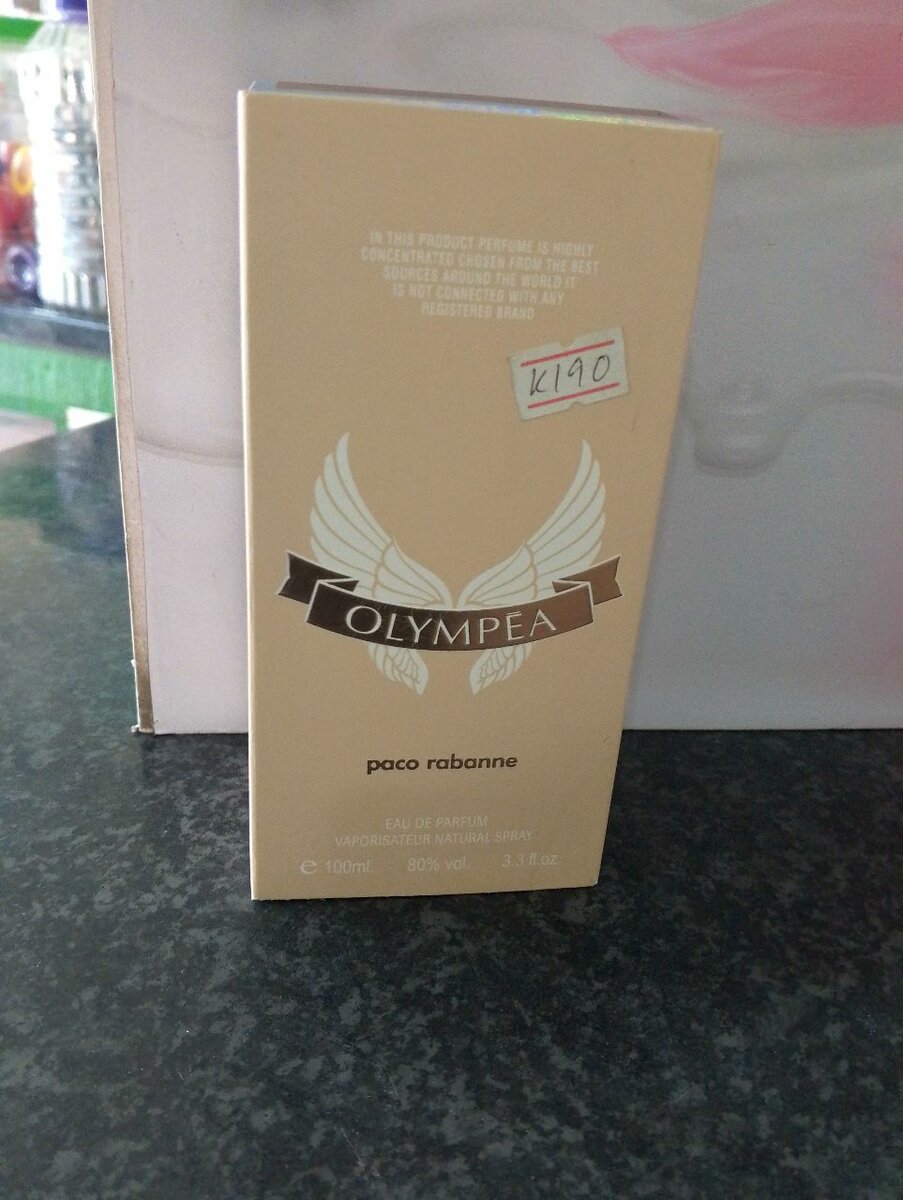 IN THIS PRODUCT PERFUME IS HIGHLY
CONCENTRATED CHOSEN FROM THE BEST
SOURCES AROUND THE WORLD IT
IS NOT CONNECTED WITH ANY
REGISTERED BRAND
K190
OLYMPĒA
paco rabanne
EAU DE PARFUM
VAPORISATEUR NATURAL SPRAY
e 100ml. 80% vol 3.3 fl.oz